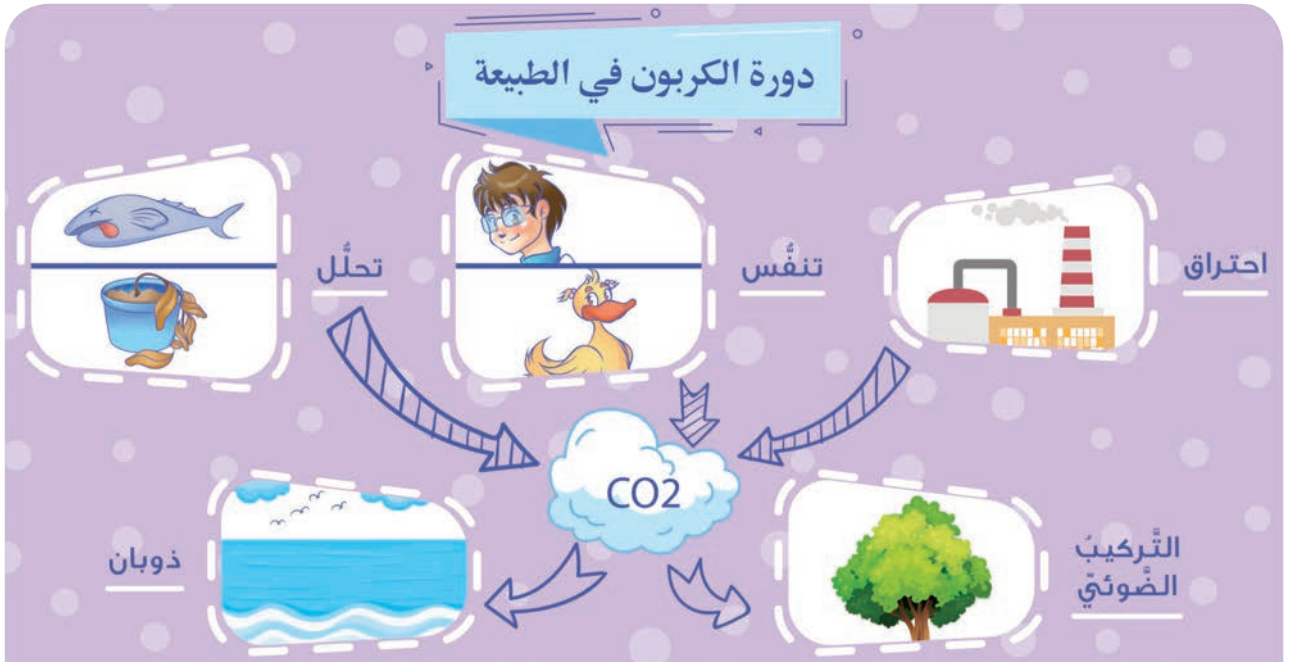 دورة الكربون في الطبيعة
احتراق
تنفُّس
تحلُّل
CO2
التَّركيبُ
الضَّوئيّ
ذوبان